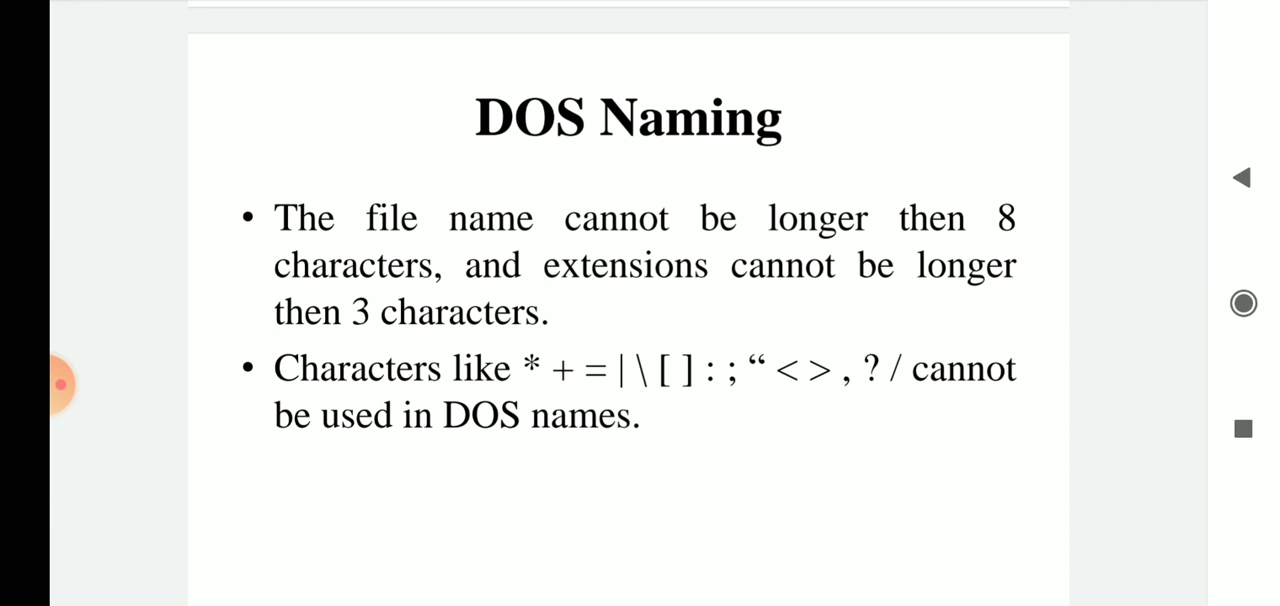 DOS Naming
• The file name cannot be longer then 8
characters, and extensions cannot be longer
then 3 characters.
• Characters like * + = | \ [ ] : ; “ < > , ? / cannot
be used in DOS names.